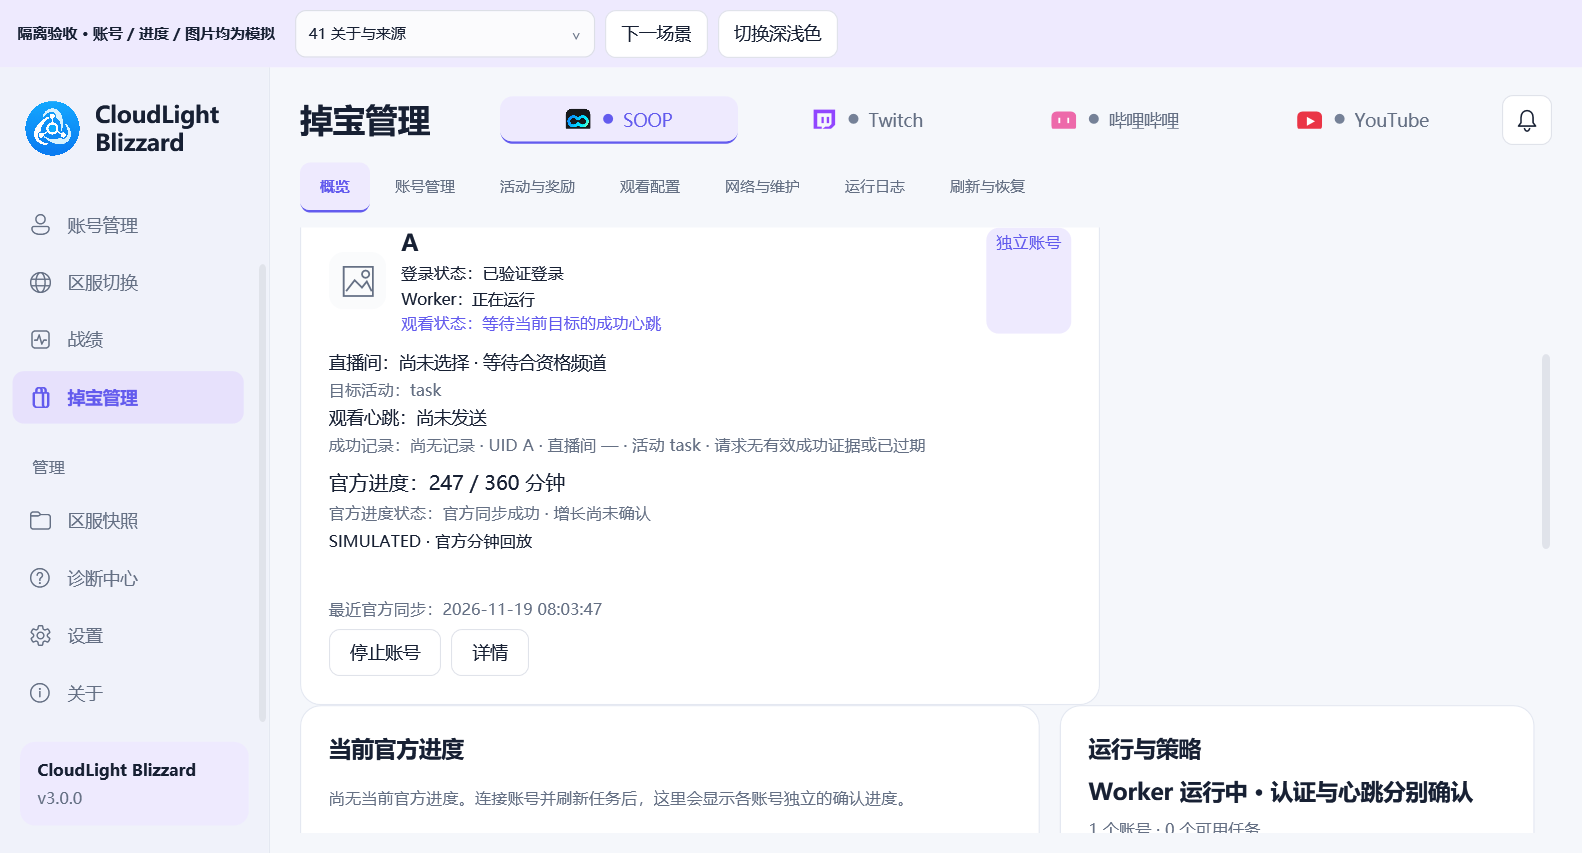 隔离验收 • 账号 / 进度 / 图片均为模拟
41 关于与来源
下一场景
切换深浅色
CloudLight
Blizzard
账号管理
区服切换
战绩
掉宝管理
管理
区服快照
诊断中心
设置
关于
CloudLight Blizzard
v3.0.0
掉宝管理
SOOP
Twitch
哔哩哔哩
YouTube
概览
账号管理
活动与奖励
观看配置
网络与维护
运行日志
刷新与恢复
A
登录状态：已验证登录
Worker：正在运行
观看状态：等待当前目标的成功心跳
独立账号
直播间：尚未选择 · 等待合资格频道
目标活动：task
观看心跳：尚未发送
成功记录：尚无记录 · UID A · 直播间 — · 活动 task · 请求无有效成功证据或已过期
官方进度：247 / 360 分钟
官方进度状态：官方同步成功 · 增长尚未确认
SIMULATED · 官方分钟回放
最近官方同步：2026-11-19 08:03:47
停止账号
详情
当前官方进度
尚无当前官方进度。连接账号并刷新任务后，这里会显示各账号独立的确认进度。
运行与策略
Worker 运行中 • 认证与心跳分别确认
1 个账号 · 0 个可用任务